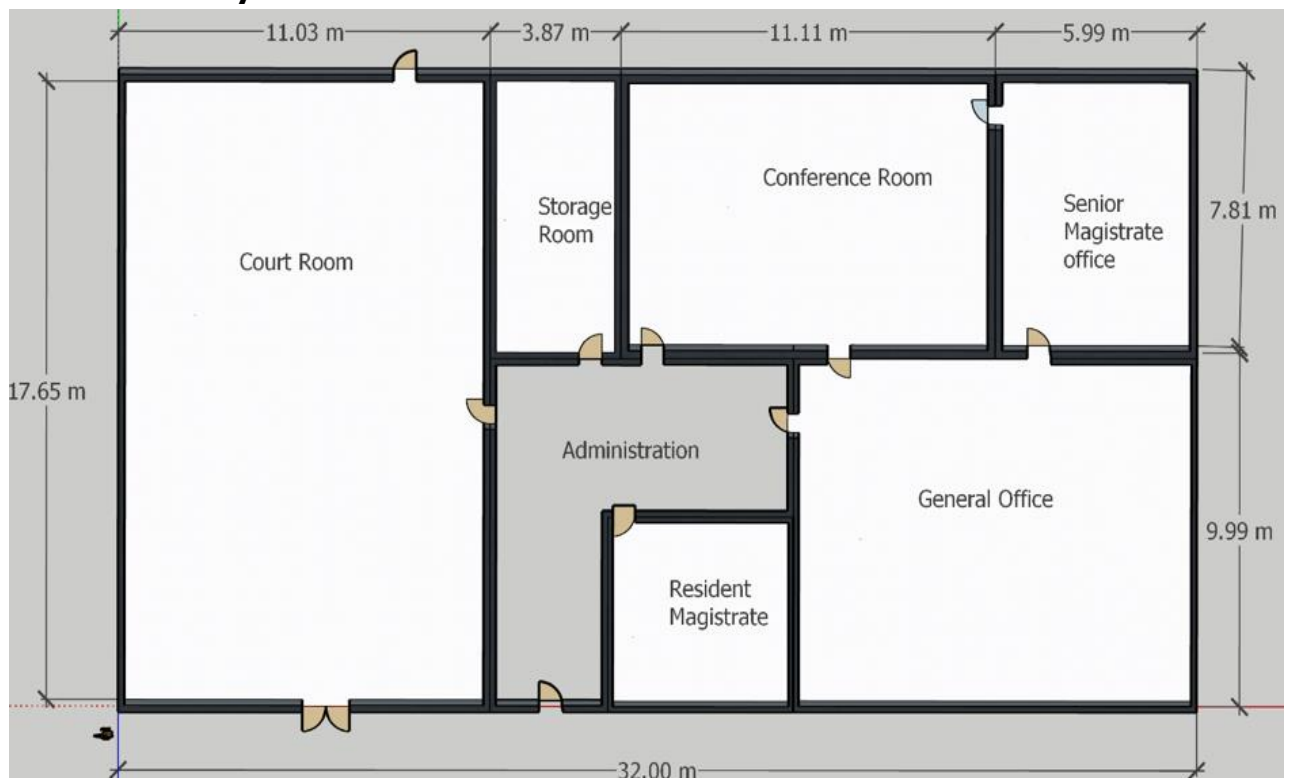 11.03 m
3.87 m
11.11 m
5.99 m
Conference Room
Storage
Room
Senior
Magistrate
office
7.81 m
Court Room
17.65 m
Administration
General Office
9.99 m
Resident
Magistrate
32.00 m